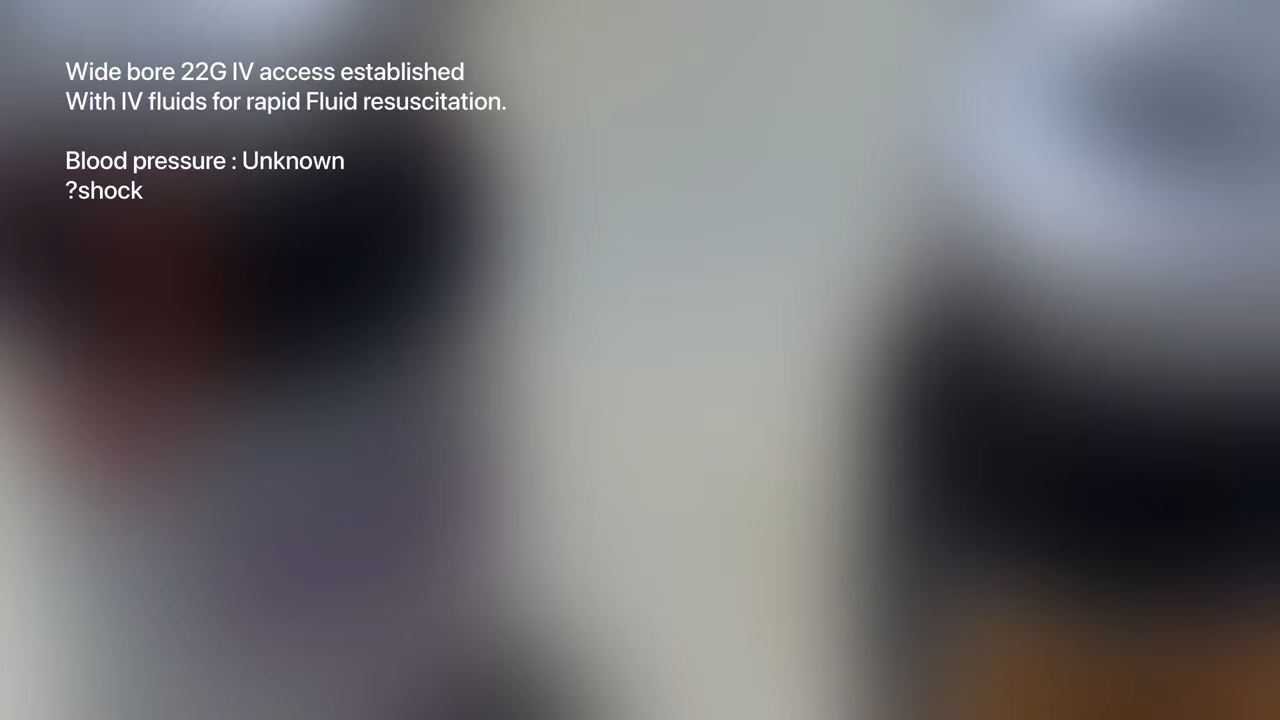 Wide bore 22G IV access established
With IV fluids for rapid Fluid resuscitation.
Blood pressure : Unknown
?shock